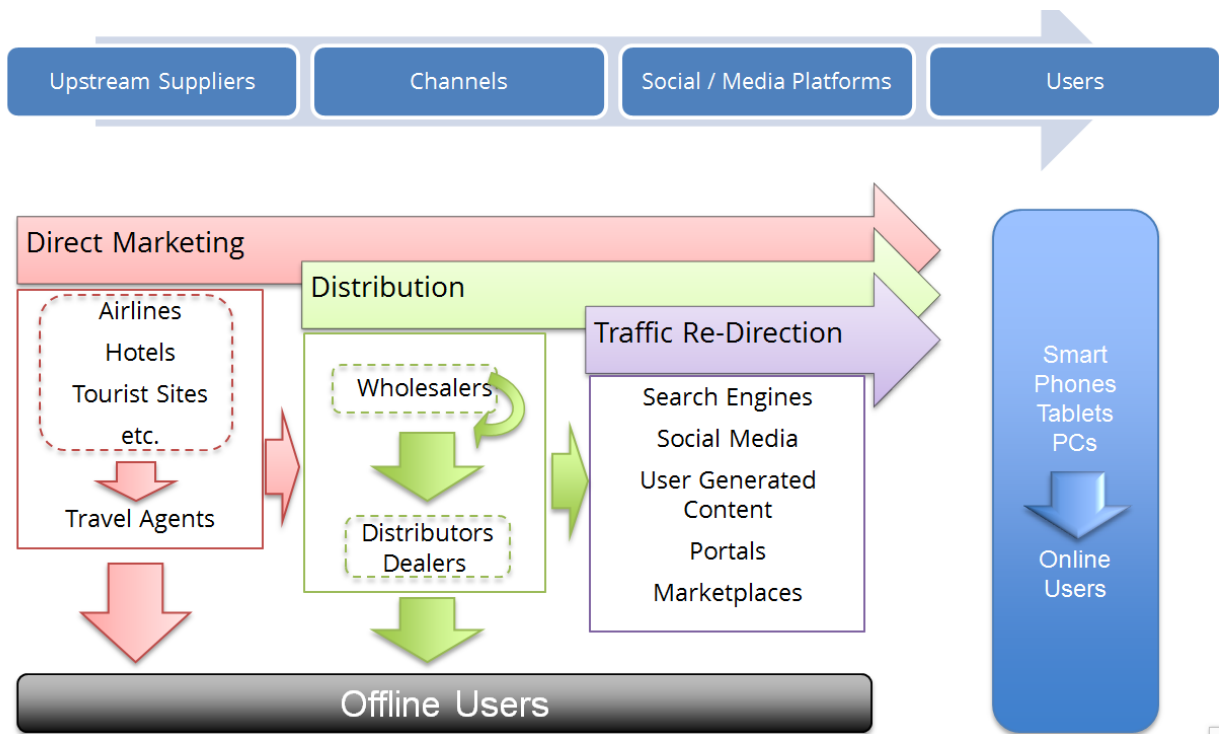 Upstream Suppliers
Channels
Social / Media Platforms
Users
Direct Marketing
Airlines
Hotels
Tourist Sites
etc.
Travel Agents
Distribution
Wholesalers
Distributors
Dealers
Traffic Re-Direction
Search Engines
Social Media
User Generated
Content
Portals
Marketplaces
Smart
Phones
Tablets
PCs
Online
Users
Offline Users